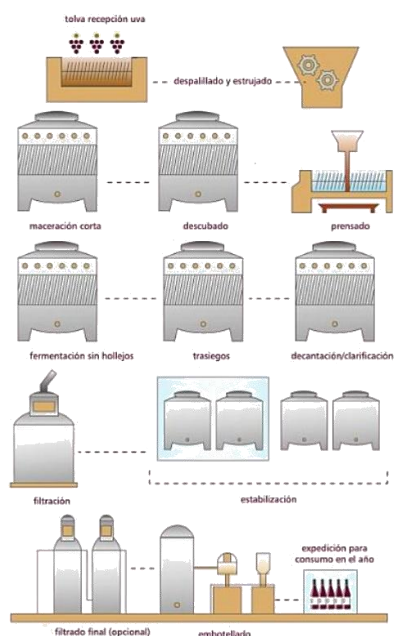 tolva recepción uva
despalillado y estrujado
maceración corta
descubado
prensado
fermentación sin hollejos
trasiegos
decantación/clarificación
filtración
estabilización
expedición para
consumo en el año
filtrado final (opcional)
embotellado